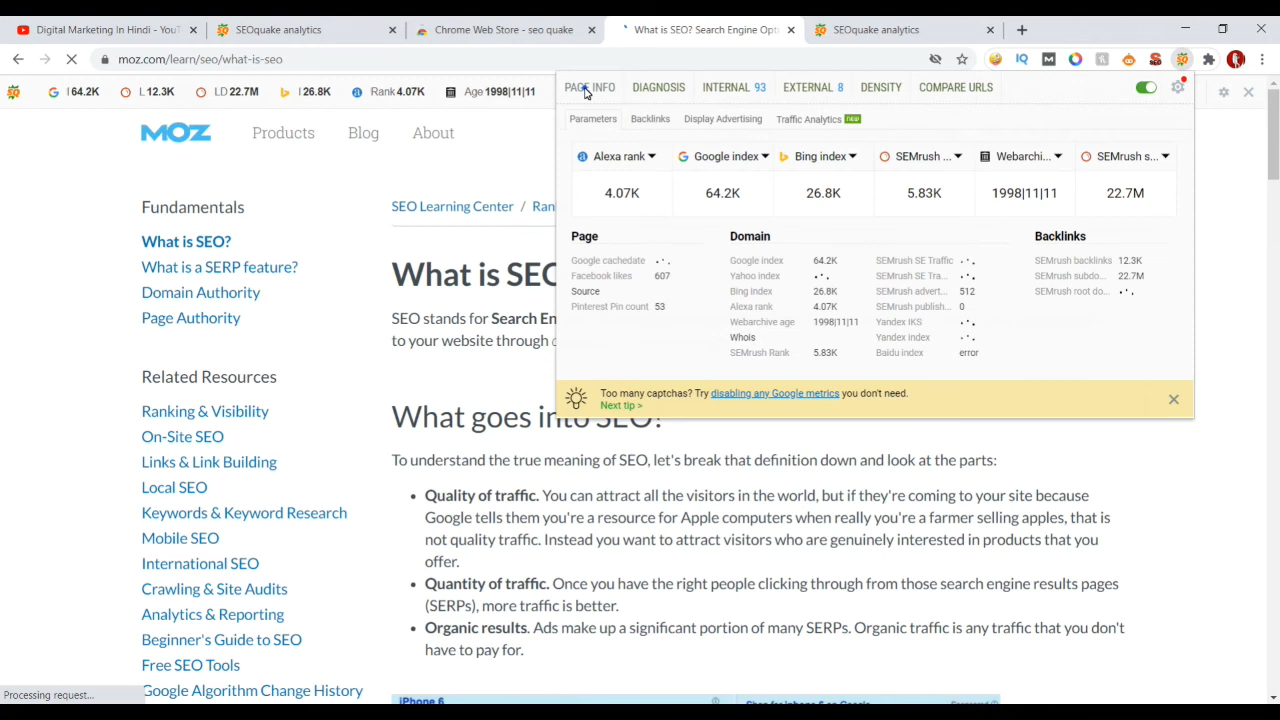 Digital Marketing In Hindi - YouT
SEOquake analytics
Chrome Web Store - seo quake
What is SEO? Search Engine Opti
SEOquake analytics
moz.com/learn/seo/what-is-seo
I 64.2K
L 12.3K
LD 22.7M
I 26.8K
Rank 4.07K
Age 1998|11|11
PAGE INFO
DIAGNOSIS
INTERNAL 93
EXTERNAL 8
DENSITY
COMPARE URLS
Parameters
Backlinks
Display Advertising
Traffic Analytics new
MOZ
Products
Blog
About
Alexa rank
Google index
Bing index
SEMrush ...
Webarchi...
SEMrush s...
4.07K
64.2K
26.8K
5.83K
1998|11|11
22.7M
Page
Google cachedate
Facebook likes 607
Source
Pinterest Pin count 53
Domain
Google index 64.2K
Yahoo index
Bing index 26.8K
Alexa rank 4.07K
Webarchive age 1998|11|11
Whois
SEMrush Rank 5.83K
SEMrush SE Traffic
SEMrush SE Tra...
SEMrush advert... 512
SEMrush publish... 0
Yandex IKS
Yandex index
Baidu index error
Backlinks
SEMrush backlinks 12.3K
SEMrush subdo... 22.7M
SEMrush root do...
Too many captchas? Try disabling any Google metrics you don't need.
Next tip >
Fundamentals
What is SEO?
What is a SERP feature?
Domain Authority
Page Authority
Related Resources
Ranking & Visibility
On-Site SEO
Links & Link Building
Local SEO
Keywords & Keyword Research
Mobile SEO
International SEO
Crawling & Site Audits
Analytics & Reporting
Beginner's Guide to SEO
Free SEO Tools
Google Algorithm Change History
SEO Learning Center / Ran
What is SEO
SEO stands for Search En
to your website through
What goes into SEO?
To understand the true meaning of SEO, let's break that definition down and look at the parts:
• Quality of traffic. You can attract all the visitors in the world, but if they're coming to your site because
Google tells them you're a resource for Apple computers when really you're a farmer selling apples, that is
not quality traffic. Instead you want to attract visitors who are genuinely interested in products that you
offer.
• Quantity of traffic. Once you have the right people clicking through from those search engine results pages
(SERPs), more traffic is better.
• Organic results. Ads make up a significant portion of many SERPs. Organic traffic is any traffic that you don't
have to pay for.
iPhone 6
Processing request...